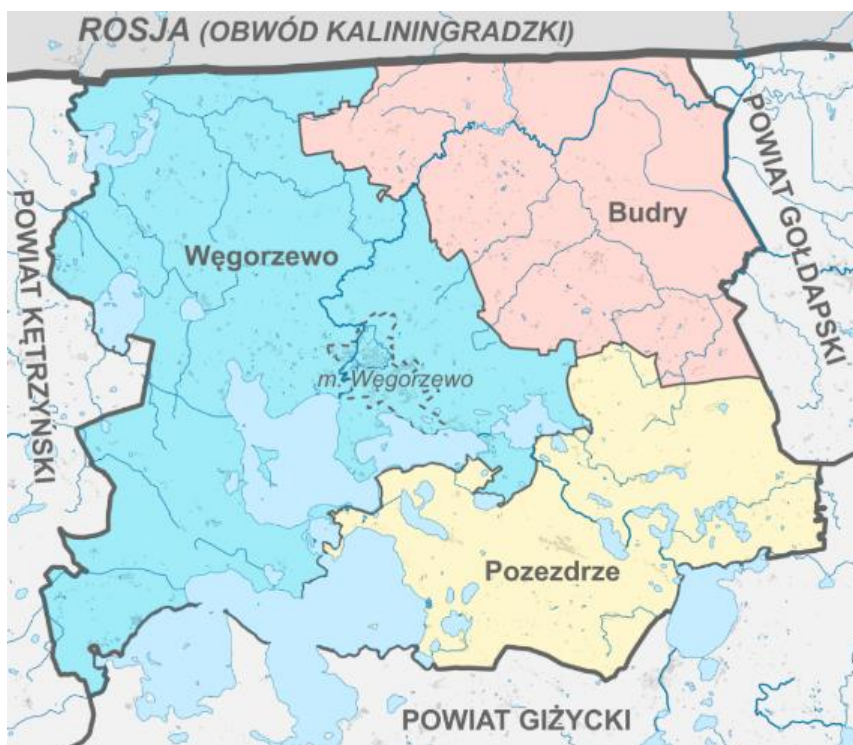 ROSJA (OBWÓD KALININGRADZKI)
POWIAT GOŁDAPSKI
POWIAT KĘTRZYŃSKI
Budry
Węgorzewo
m. Węgorzewo
Pozezdrze
POWIAT GIŻYCKI